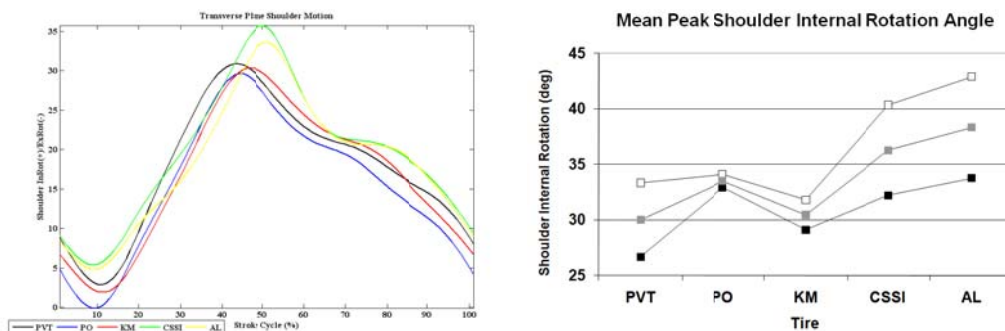 Transverse Plne Shoulder Motion
Shoulder InRot(+)/ExRot(-)
35
30
25
20
15
10
5
0
0 10 20 30 40 50 60 70 80 90 100
Strok Cycle (%)
PVT PO KM CSSI AL
Mean Peak Shoulder Internal Rotation Angle
Shoulder Internal Rotation (deg)
45
40
35
30
25
PVT PO KM CSSI AL
Tire